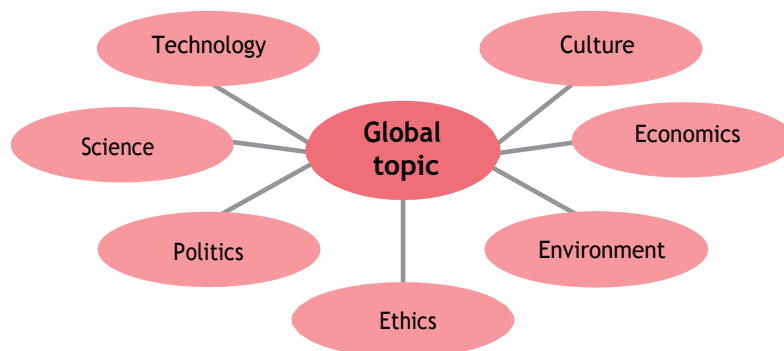 Technology
Culture
Science
Global
topic
Economics
Politics
Environment
Ethics